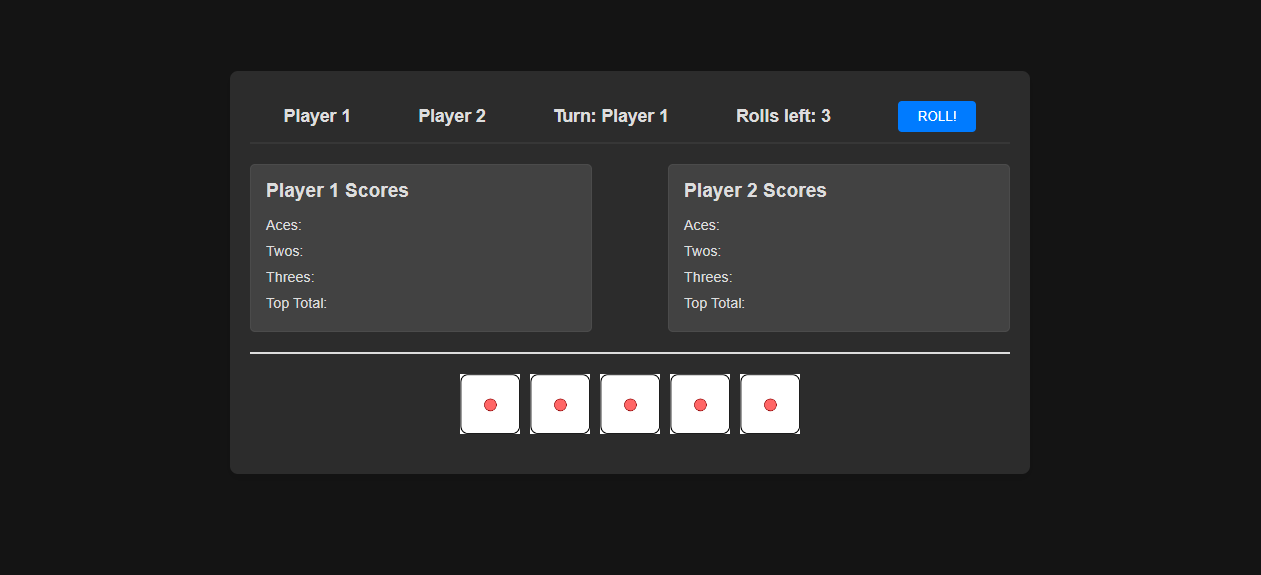 Player 1 Player 2 Turn: Player 1 Rolls left: 3 ROLL!
Player 1 Scores
Aces:
Twos:
Threes:
Top Total:
Player 2 Scores
Aces:
Twos:
Threes:
Top Total: